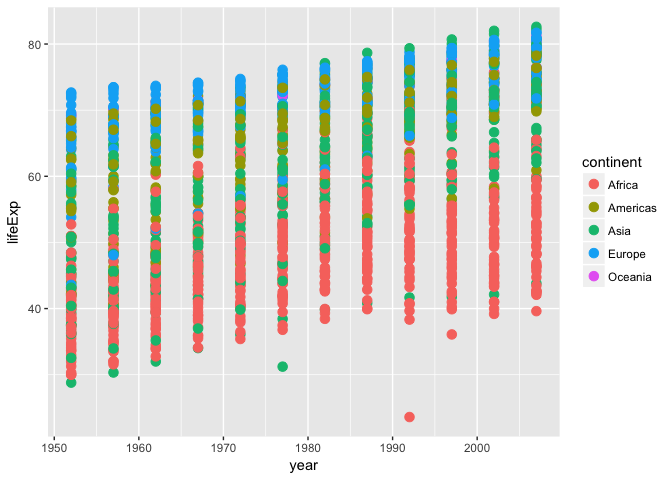 80
60
40
lifeExp
1950
1960
1970
1980
1990
2000
year
continent
Africa
Americas
Asia
Europe
Oceania